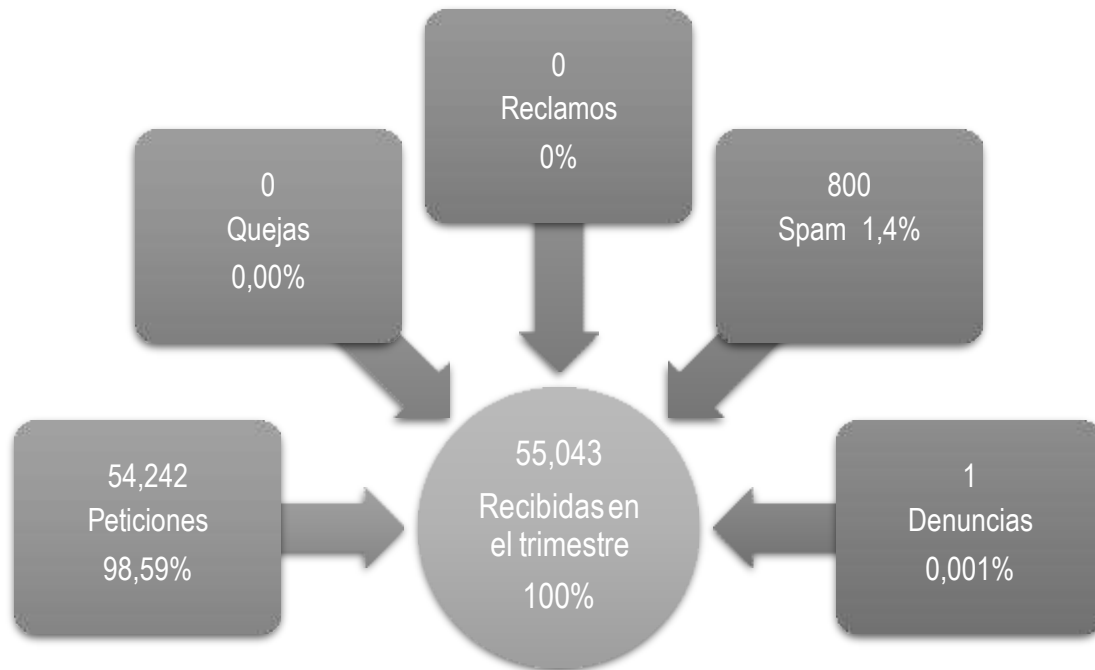 0
Reclamos
0%
0
Quejas
0,00%
800
Spam 1,4%
54,242
Peticiones
98,59%
55,043
Recibidas en
el trimestre
100%
1
Denuncias
0,001%